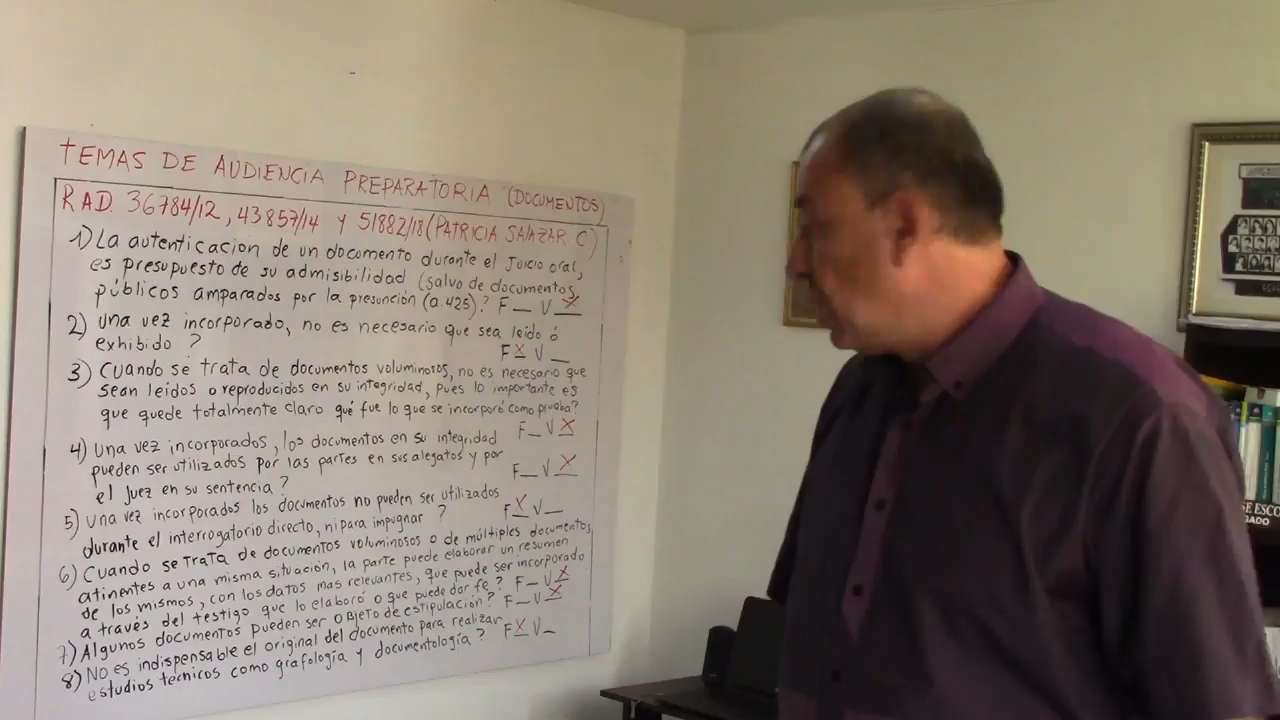 TEMAS DE AUDIENCIA PREPARATORIA (DOCUMENTOS)
RAD. 36784/12, 43857/14 Y 51882/18 (PATRICIA SALAZAR C.)
1) La autenticacion de un documento durante el Juicio oral,
es presupuesto de su admisibilidad (salvo de documentos
públicos amparados por la presunción (a.425)? F__ V X
2) una vez incorporado, no es necesario que sea leído ó
exhibido? F X V __
3) Cuando se trata de documentos voluminosos, no es necesario que
sean leídos o reproducidos en su integridad, pues lo importante es
que quede totalmente claro qué fue lo que se incorporó como prueba?
F__ V X
4) Una vez incorporados, los documentos en su integridad
pueden ser utilizados por las partes en sus alegatos y por
el Juez en su sentencia? F__ V X
5) Una vez incorporados los documentos no pueden ser utilizados
durante el interrogatorio directo, ni para impugnar? F X V __
6) Cuando se trata de documentos voluminosos o de múltiples documentos,
atinentes a una misma situación, la parte puede elaborar un resumen
de los mismos, con los datos mas relevantes, que puede ser incorporado
a través del testigo que lo elaboró o que puede dar fe? F__ V X
7) Algunos documentos pueden ser objeto de estipulación? F__ V X
8) No es indispensable el original del documento para realizar
estudios técnicos como grafología y documentología? F X V __
SE ESCO
GADO